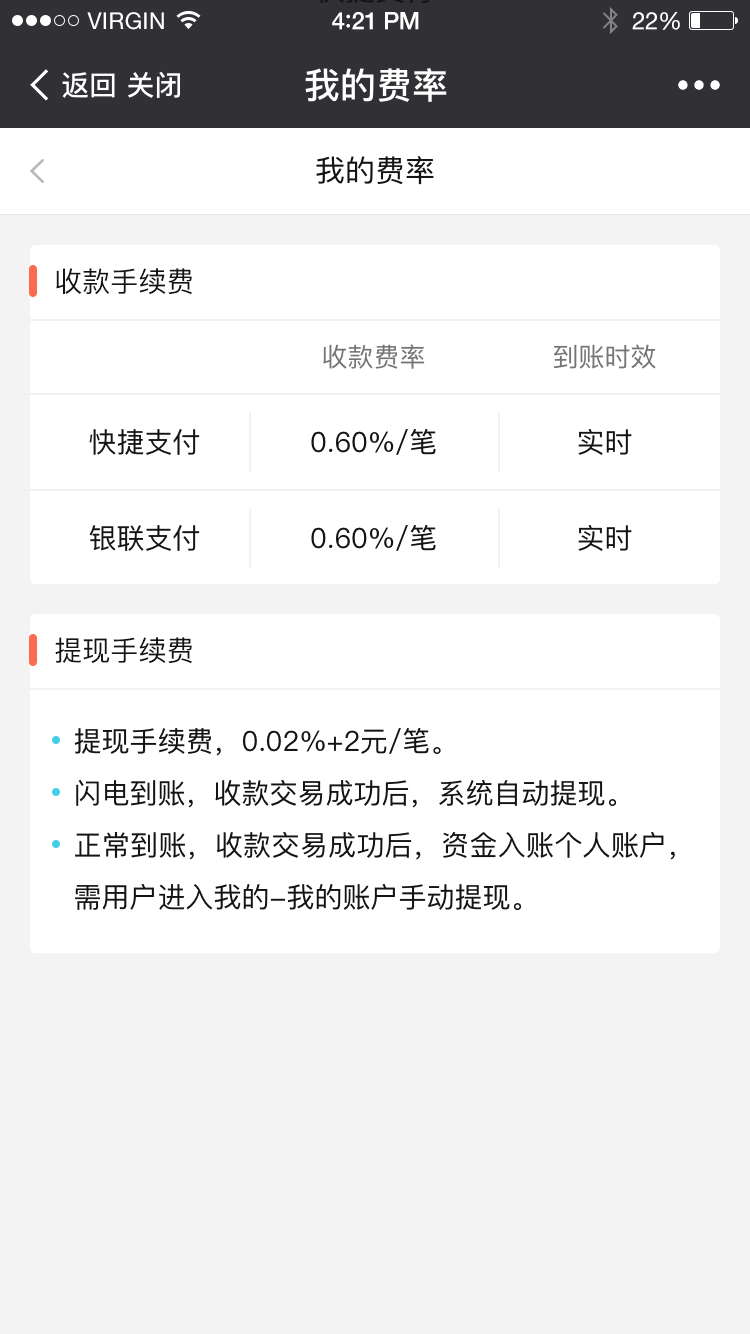 VIRGIN 4:21 PM 22%
返回 关闭 我的费率
我的费率
收款手续费
收款费率 到账时效
快捷支付 0.60%/笔 实时
银联支付 0.60%/笔 实时
提现手续费
提现手续费，0.02%+2元/笔。
闪电到账，收款交易成功后，系统自动提现。
正常到账，收款交易成功后，资金入账个人账户，
需用户进入我的–我的账户手动提现。